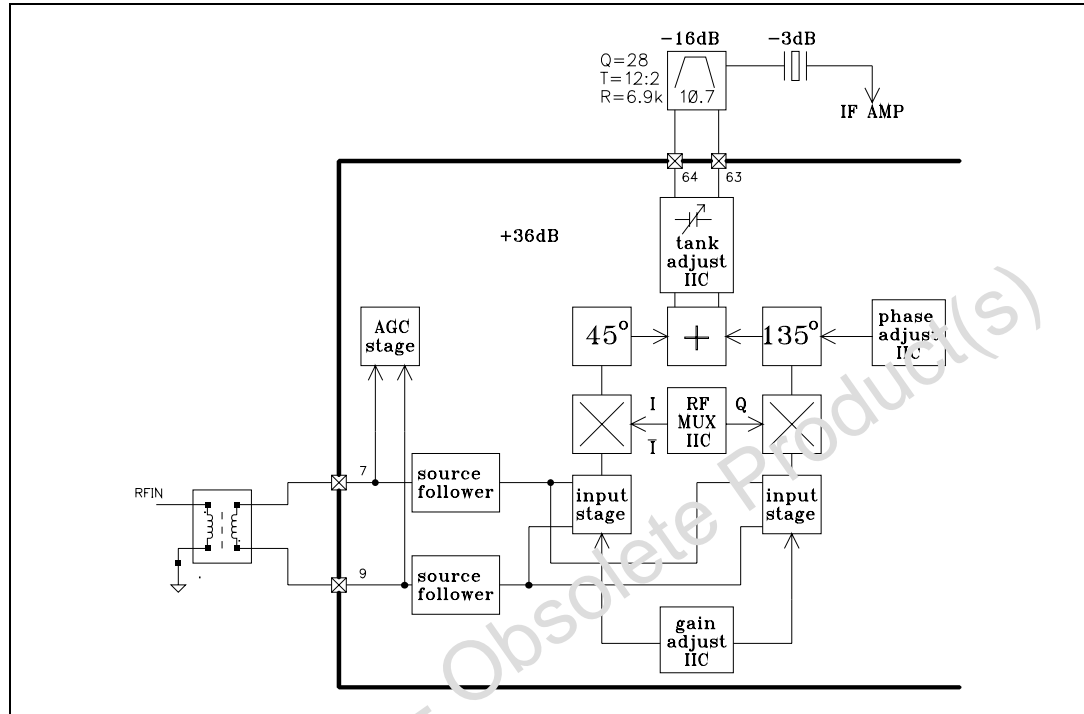 -16dB
-3dB
Q=28
T=12:2
R=6.9k
10.7
IF AMP
64
63
+36dB
tank
adjust
IIC
AGC
stage
45°
+
135°
phase
adjust
IIC
I
RF
MUX
IIC
Q
I̅
RFIN
7
source
follower
input
stage
input
stage
9
source
follower
gain
adjust
IIC
Obsolete Product(s)